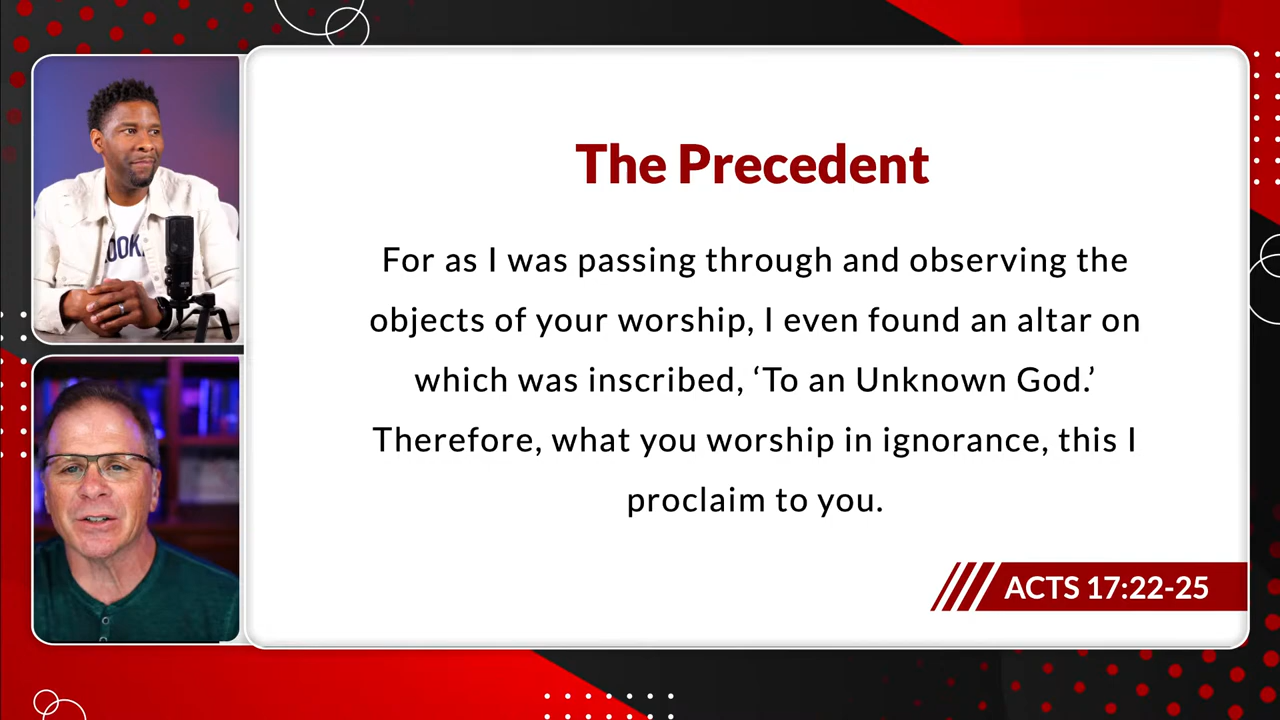 The Precedent
For as I was passing through and observing the
objects of your worship, I even found an altar on
which was inscribed, ‘To an Unknown God.’
Therefore, what you worship in ignorance, this I
proclaim to you.
ACTS 17:22-25